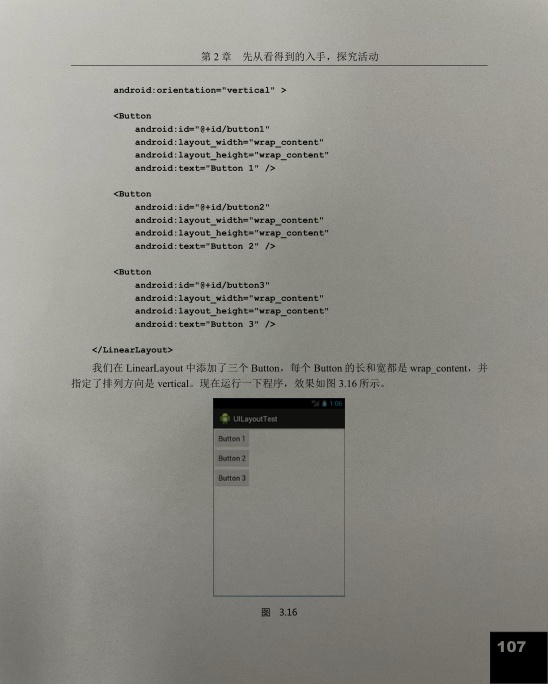 第 2 章 先从看得到的入手，探究活动
android:orientation="vertical" >
<Button
android:id="@+id/button1"
android:layout_width="wrap_content"
android:layout_height="wrap_content"
android:text="Button 1" />
<Button
android:id="@+id/button2"
android:layout_width="wrap_content"
android:layout_height="wrap_content"
android:text="Button 2" />
<Button
android:id="@+id/button3"
android:layout_width="wrap_content"
android:layout_height="wrap_content"
android:text="Button 3" />
</LinearLayout>
我们在 LinearLayout 中添加了三个 Button，每个 Button 的长和宽都是 wrap_content，并
指定了排列方向是 vertical。现在运行一下程序，效果如图 3.16 所示。
1:06
UILayoutTest
Button 1
Button 2
Button 3
图 3.16
107